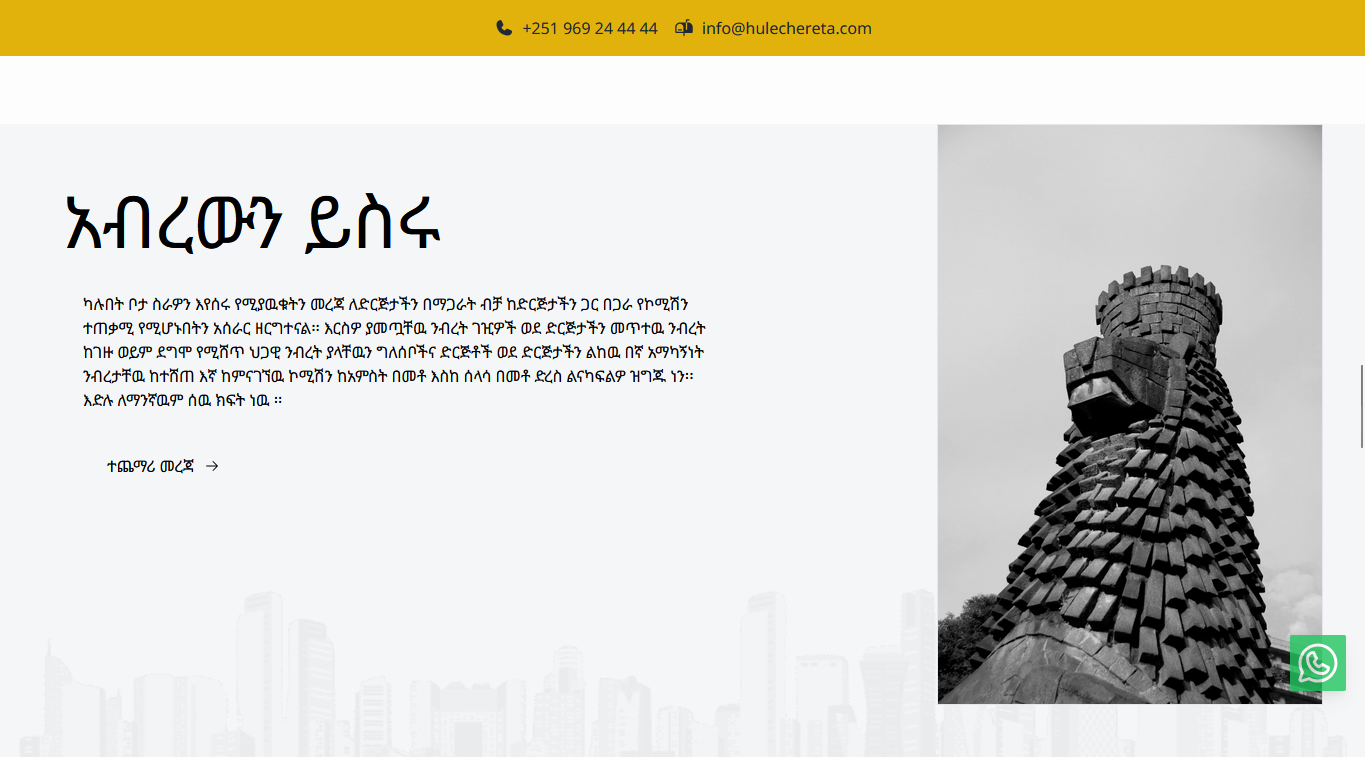 +251 969 24 44 44 info@hulechereta.com
አብረውን ይስሩ
ካሉበት ቦታ ስራዎን እየሰሩ የሚያዉቁትን መረጃ ለድርጅታችን በማጋራት ብቻ ከድርጅታችን ጋር በጋራ የኮሚሽን
ተጠቃሚ የሚሆኑበትን አሰራር ዘርግተናል። እርስዎ ያመጧቸዉ ንብረት ገዢዎች ወደ ድርጅታችን መጥተዉ ንብረት
ከገዙ ወይም ደግሞ የሚሸጥ ህጋዊ ንብረት ያላቸዉን ግለሰቦችና ድርጅቶች ወደ ድርጅታችን ልከዉ በኛ አማካኝነት
ንብረታቸዉ ከተሸጠ እኛ ከምናገኘዉ ኮሚሽን ከአምስት በመቶ እስከ ሰላሳ በመቶ ድረስ ልናካፍልዎ ዝግጁ ነን።
እድሉ ለማንኛዉም ሰዉ ክፍት ነዉ ።
ተጨማሪ መረጃ →